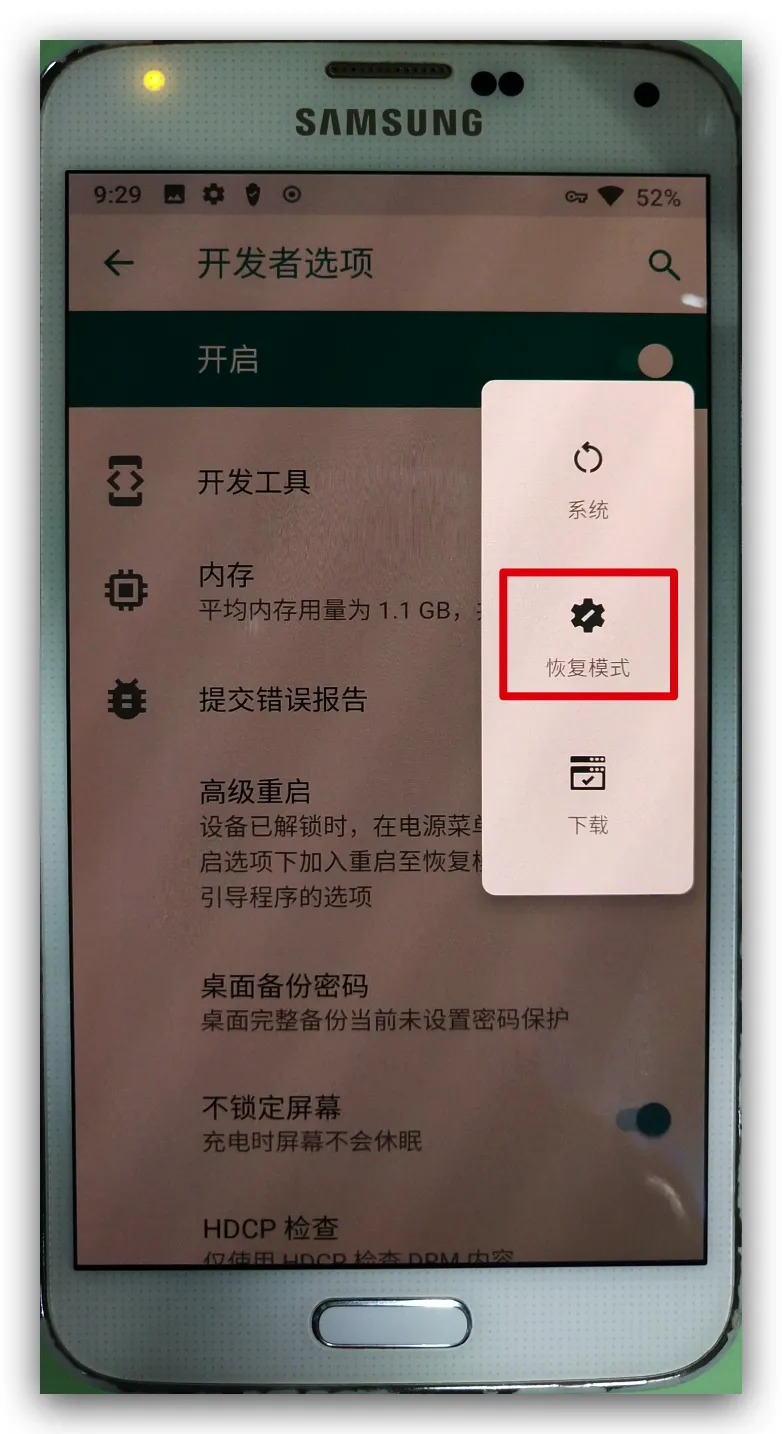 SAMSUNG
9:29
52%
开发者选项
开启
系统
开发工具
内存
平均内存用量为 1.1 GB，
恢复模式
提交错误报告
高级重启
设备已解锁时，在电源菜
启选项下加入重启至恢复
引导程序的选项
下载
桌面备份密码
桌面完整备份当前未设置密码保护
不锁定屏幕
充电时屏幕不会休眠
HDCP 检查
仅使用 HDCP 检查 DRM 内容